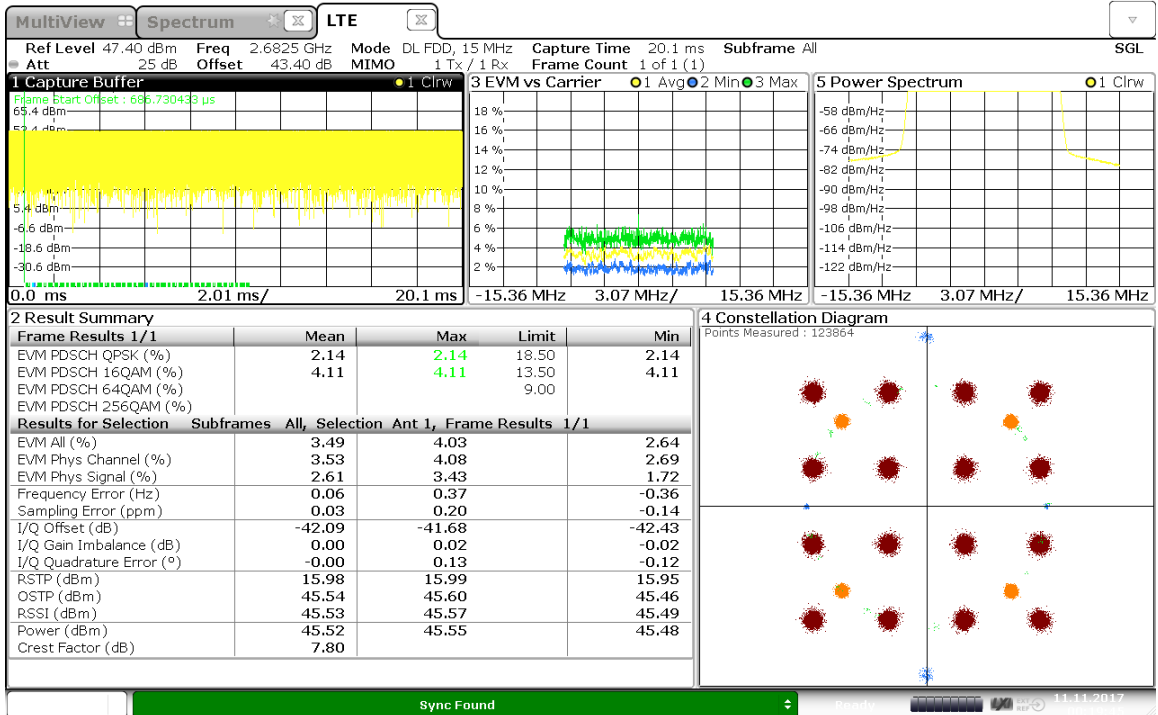 MultiView Spectrum LTE
Ref Level 47.40 dBm Freq 2.6825 GHz Mode DL FDD, 15 MHz Capture Time 20.1 ms Subframe All SGL
Att 25 dB Offset 43.40 dB MIMO 1 Tx / 1 Rx Frame Count 1 of 1 (1)
1 Capture Buffer 1 Clrw
Frame Start Offset : 686.730433 µs
65.4 dBm
53.4 dBm
5.4 dBm
-6.6 dBm
-18.6 dBm
-30.6 dBm
0.0 ms 2.01 ms/ 20.1 ms
3 EVM vs Carrier 1 Avg 2 Min 3 Max
18 %
16 %
14 %
12 %
10 %
8 %
6 %
4 %
2 %
-15.36 MHz 3.07 MHz/ 15.36 MHz
5 Power Spectrum 1 Clrw
-58 dBm/Hz
-66 dBm/Hz
-74 dBm/Hz
-82 dBm/Hz
-90 dBm/Hz
-98 dBm/Hz
-106 dBm/Hz
-114 dBm/Hz
-122 dBm/Hz
-15.36 MHz 3.07 MHz/ 15.36 MHz
2 Result Summary
Frame Results 1/1 Mean Max Limit Min
EVM PDSCH QPSK (%) 2.14 2.14 18.50 2.14
EVM PDSCH 16QAM (%) 4.11 4.11 13.50 4.11
EVM PDSCH 64QAM (%) 9.00
EVM PDSCH 256QAM (%)
Results for Selection Subframes All, Selection Ant 1, Frame Results 1/1
EVM All (%) 3.49 4.03 2.64
EVM Phys Channel (%) 3.53 4.08 2.69
EVM Phys Signal (%) 2.61 3.43 1.72
Frequency Error (Hz) 0.06 0.37 -0.36
Sampling Error (ppm) 0.03 0.20 -0.14
I/Q Offset (dB) -42.09 -41.68 -42.43
I/Q Gain Imbalance (dB) 0.00 0.02 -0.02
I/Q Quadrature Error (º) -0.00 0.13 -0.12
RSTP (dBm) 15.98 15.99 15.95
OSTP (dBm) 45.54 45.60 45.46
RSSI (dBm) 45.53 45.57 45.49
Power (dBm) 45.52 45.55 45.48
Crest Factor (dB) 7.80
4 Constellation Diagram
Points Measured : 123864
Sync Found
Ready
LXI EXT REF
11.11.2017